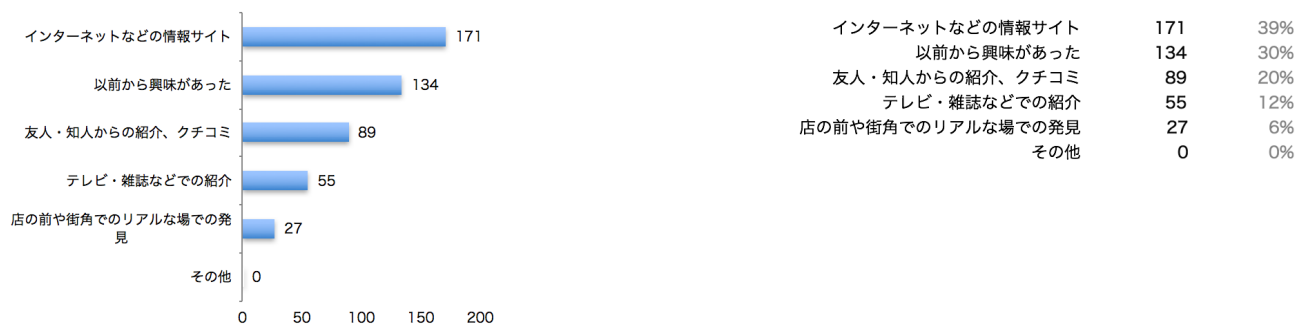 インターネットなどの情報サイト 171
以前から興味があった 134
友人・知人からの紹介、クチコミ 89
テレビ・雑誌などでの紹介 55
店の前や街角でのリアルな場での発
見 27
その他 0
0 50 100 150 200
インターネットなどの情報サイト 171 39%
以前から興味があった 134 30%
友人・知人からの紹介、クチコミ 89 20%
テレビ・雑誌などでの紹介 55 12%
店の前や街角でのリアルな場での発見 27 6%
その他 0 0%